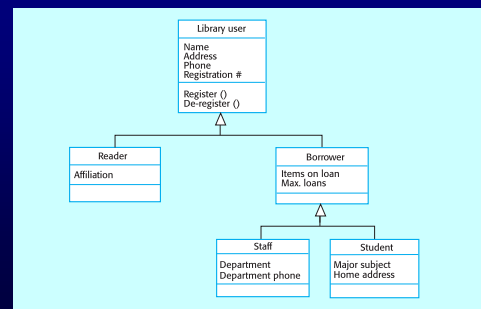 Library user
Name
Address
Phone
Registration #
Register ()
De-register ()
Reader
Affiliation
Borrower
Items on loan
Max. loans
Staff
Department
Department phone
Student
Major subject
Home address